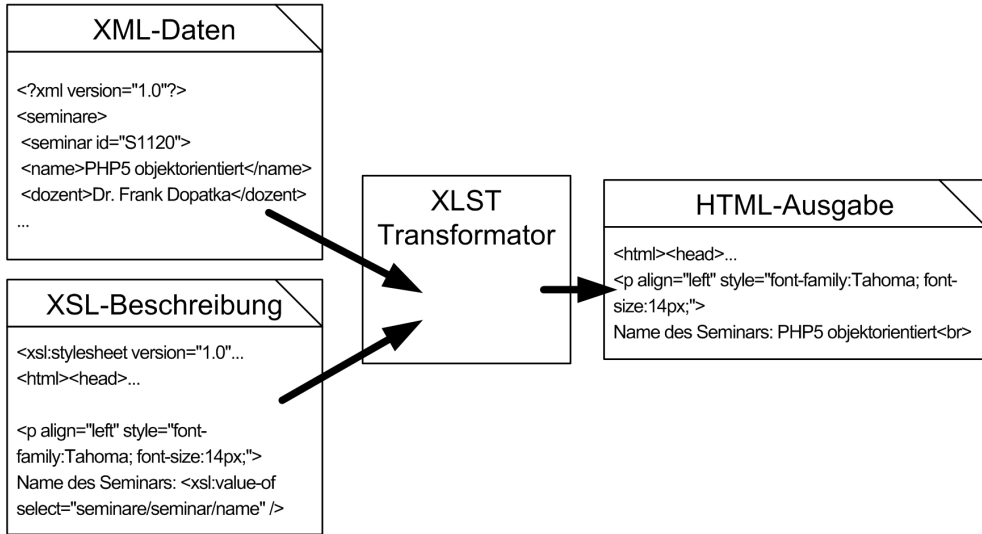 XML-Daten
<?xml version="1.0"?>
<seminare>
<seminar id="S1120">
<name>PHP5 objektorientiert</name>
<dozent>Dr. Frank Dopatka</dozent>
...
XSL-Beschreibung
<xsl:stylesheet version="1.0"...
<html><head>...
<p align="left" style="font-
family:Tahoma; font-size:14px;">
Name des Seminars: <xsl:value-of
select="seminare/seminar/name" />
XLST
Transformator
HTML-Ausgabe
<html><head>...
<p align="left" style="font-family:Tahoma; font-
size:14px;">
Name des Seminars: PHP5 objektorientiert<br>